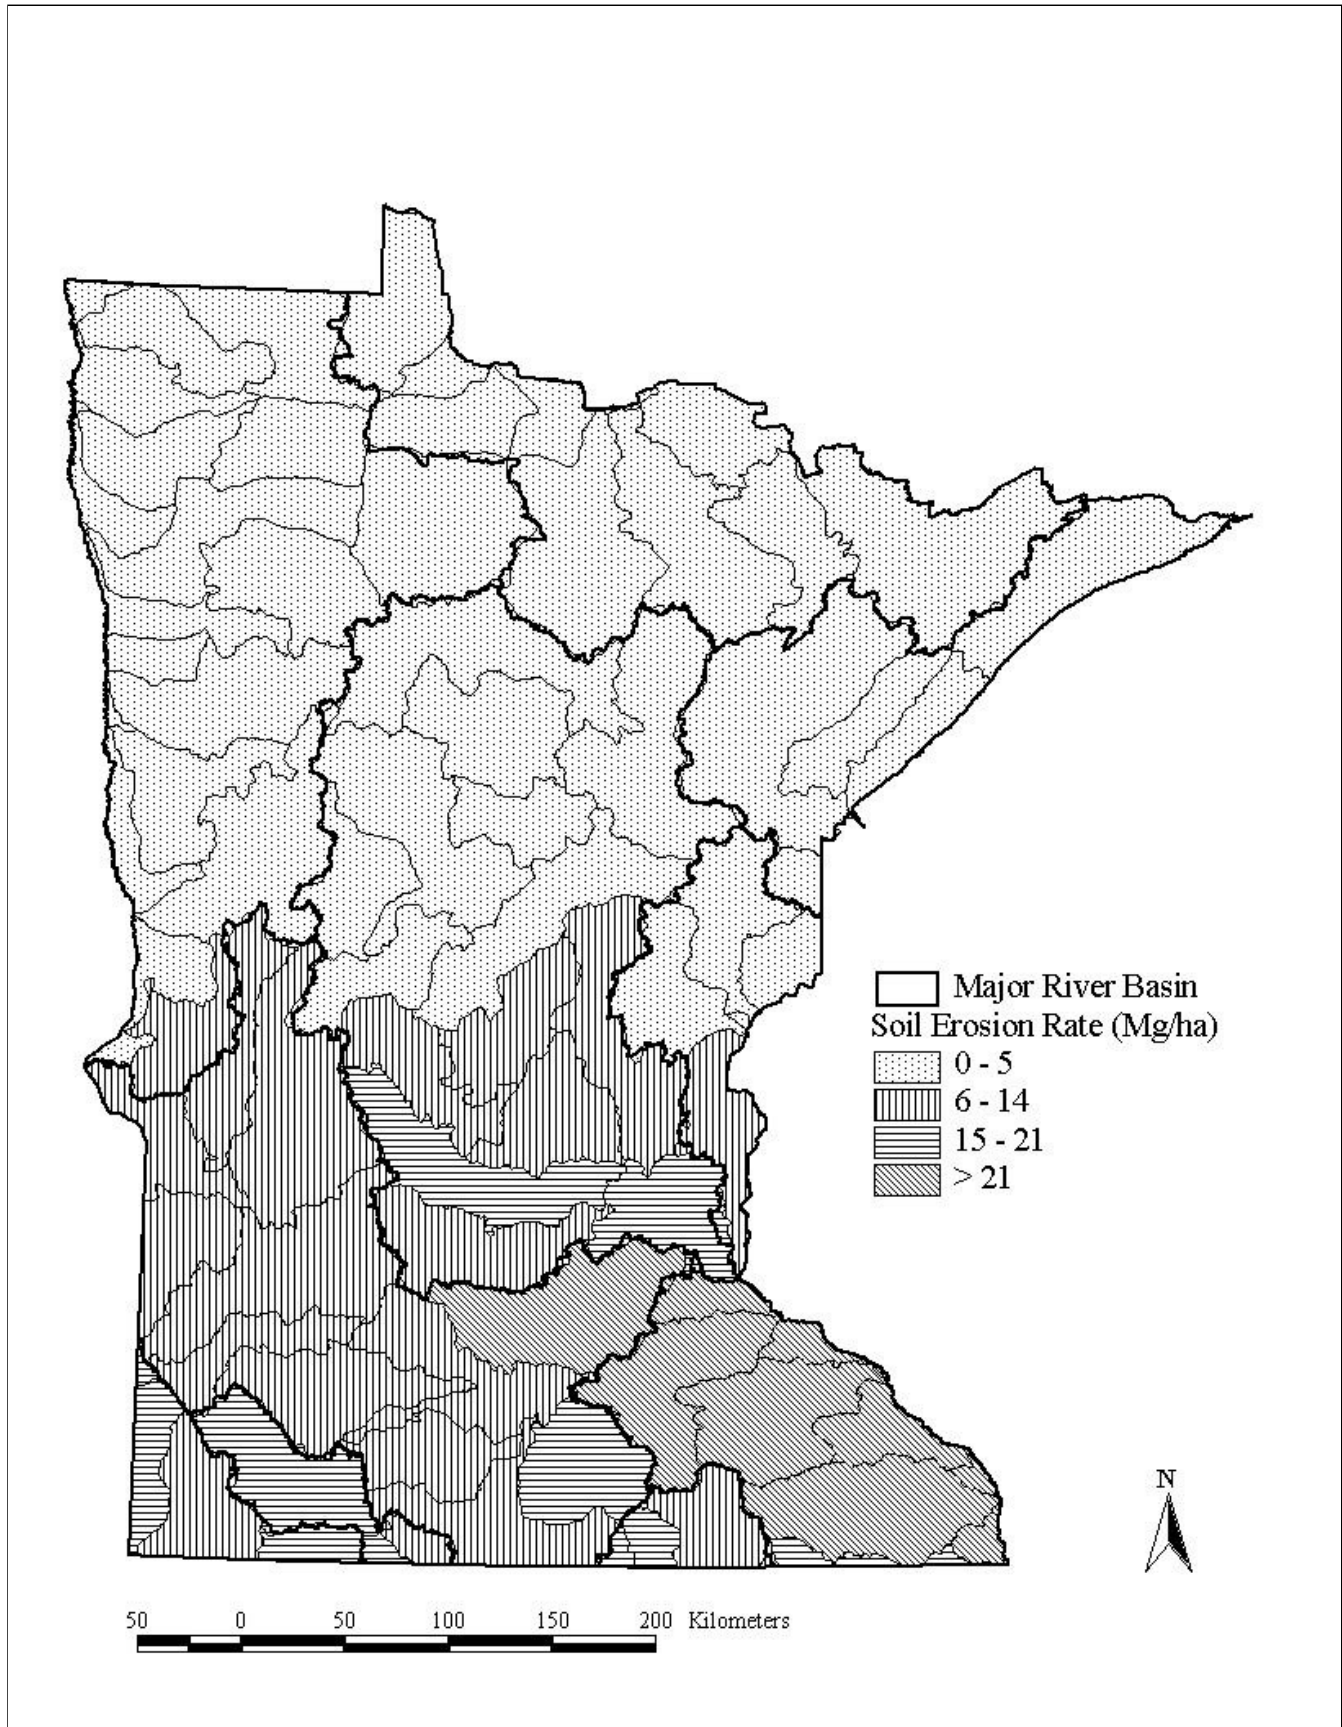 Major River Basin
Soil Erosion Rate (Mg/ha)
0 - 5
6 - 14
15 - 21
> 21
N
50 0 50 100 150 200 Kilometers